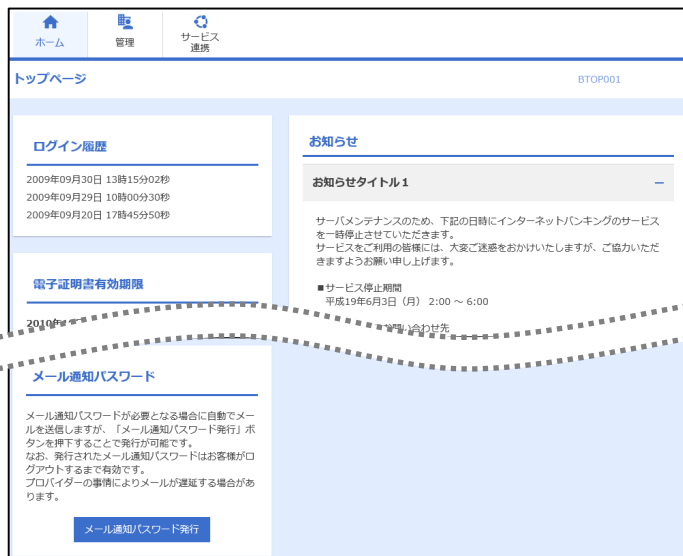 ホーム
管理
サービス
連携
トップページ
BTOP001
ログイン履歴
2009年09月30日 13時15分02秒
2009年09月29日 10時00分30秒
2009年09月20日 17時45分50秒
電子証明書有効期限
2010年
メール通知パスワード
メール通知パスワードが必要となる場合に自動でメー
ルを送信しますが、「メール通知パスワード発行」ボ
タンを押下することで発行が可能です。
なお、発行されたメール通知パスワードはお客様がロ
グアウトするまで有効です。
プロバイダーの事情によりメールが遅延する場合があ
ります。
メール通知パスワード発行
お知らせ
お知らせタイトル1
サーバメンテナンスのため、下記の日時にインターネットバンキングのサービス
を一時停止させていただきます。
サービスをご利用の皆様には、大変ご迷惑をおかけいたしますが、ご協力いただ
きますようお願い申し上げます。
■サービス停止期間
平成19年6月3日（月） 2:00 ～ 6:00
お問い合わせ先